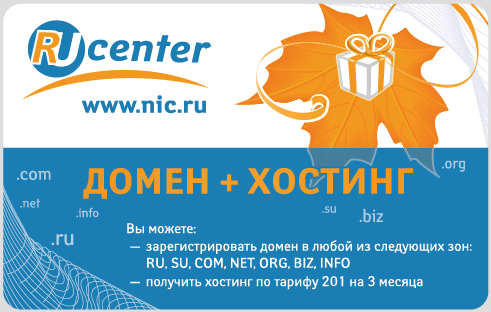 RUcenter
www.nic.ru
ДОМЕН + ХОСТИНГ
.com
.org
.net
.info
.su
.biz
.ru
Вы можете:
— зарегистрировать домен в любой из следующих зон:
RU, SU, COM, NET, ORG, BIZ, INFO
— получить хостинг по тарифу 201 на 3 месяца